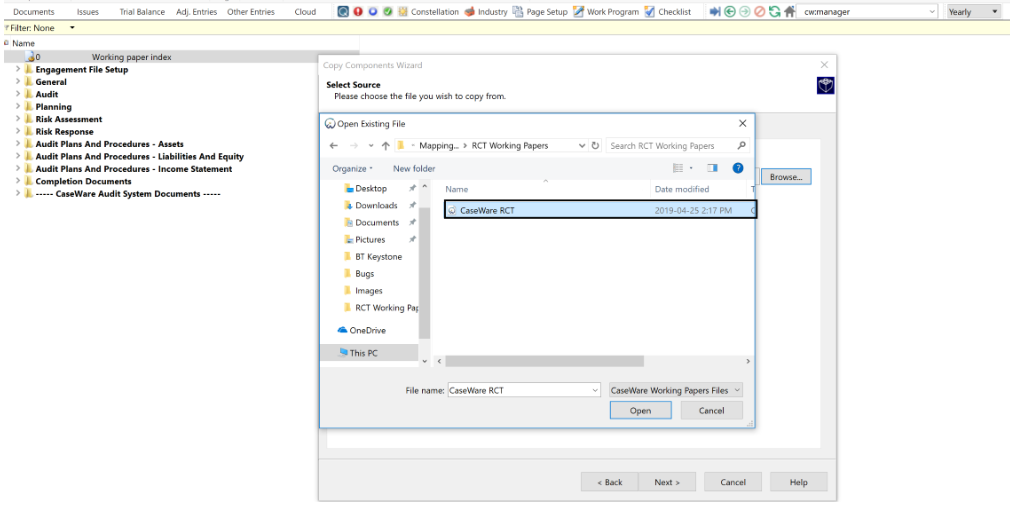 Documents Issues Trial Balance Adj. Entries Other Entries Cloud Constellation Industry Page Setup Work Program Checklist cw:manager Yearly
Filter: None
Name
0 Working paper index
Engagement File Setup
General
Audit
Planning
Risk Assessment
Risk Response
Audit Plans And Procedures - Assets
Audit Plans And Procedures - Liabilities And Equity
Audit Plans And Procedures - Income Statement
Completion Documents
----- CaseWare Audit System Documents -----
Copy Components Wizard
Select Source
Please choose the file you wish to copy from.
Browse...
Open Existing File
Mapping... > RCT Working Papers Search RCT Working Papers
Organize New folder
Desktop
Downloads
Documents
Pictures
BT Keystone
Bugs
Images
RCT Working Pap
OneDrive
This PC
Name Date modified T
CaseWare RCT 2019-04-25 2:17 PM C
File name: CaseWare RCT CaseWare Working Papers Files
Open Cancel
< Back Next > Cancel Help